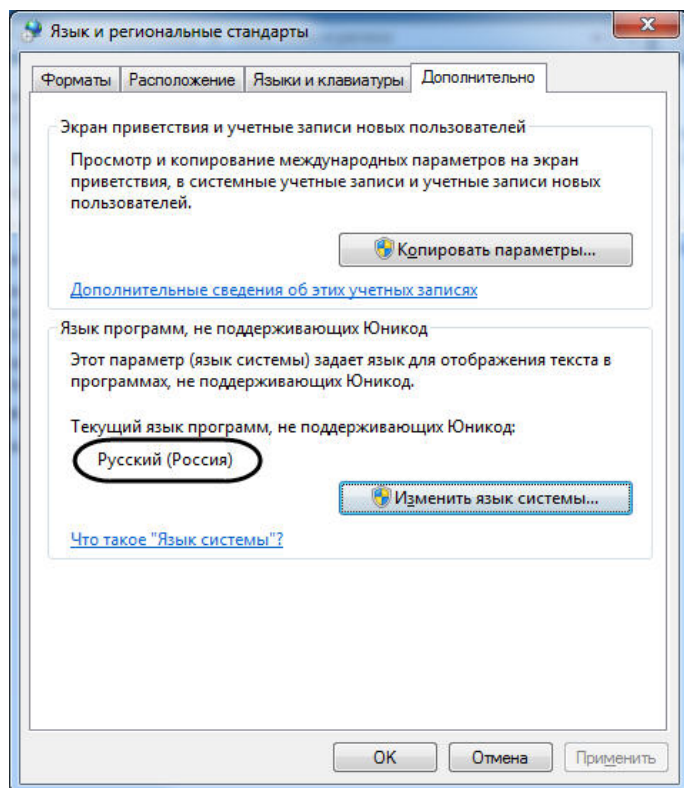 Язык и региональные стандарты
Форматы Расположение Языки и клавиатуры Дополнительно
Экран приветствия и учетные записи новых пользователей
Просмотр и копирование международных параметров на экран
приветствия, в системные учетные записи и учетные записи новых
пользователей.
Копировать параметры...
Дополнительные сведения об этих учетных записях
Язык программ, не поддерживающих Юникод
Этот параметр (язык системы) задает язык для отображения текста в
программах, не поддерживающих Юникод.
Текущий язык программ, не поддерживающих Юникод:
Русский (Россия)
Изменить язык системы...
Что такое "Язык системы"?
ОК Отмена Применить